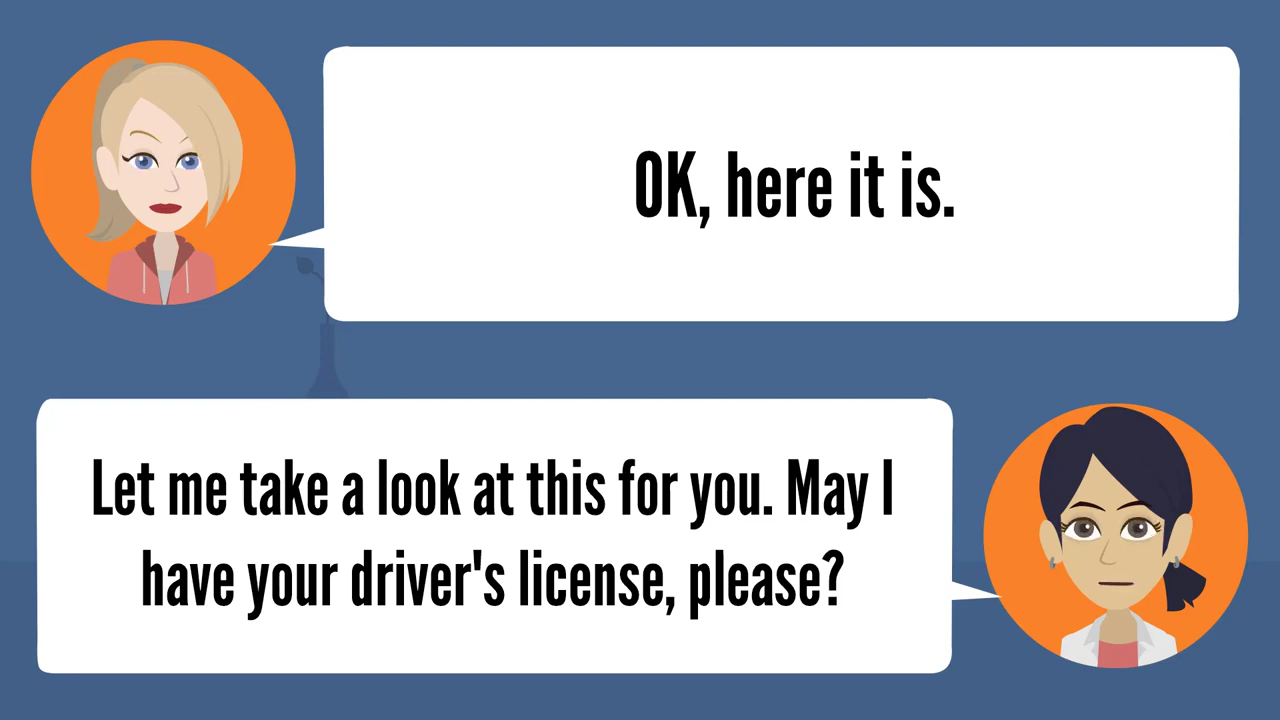 OK, here it is.
Let me take a look at this for you. May I
have your driver's license, please?